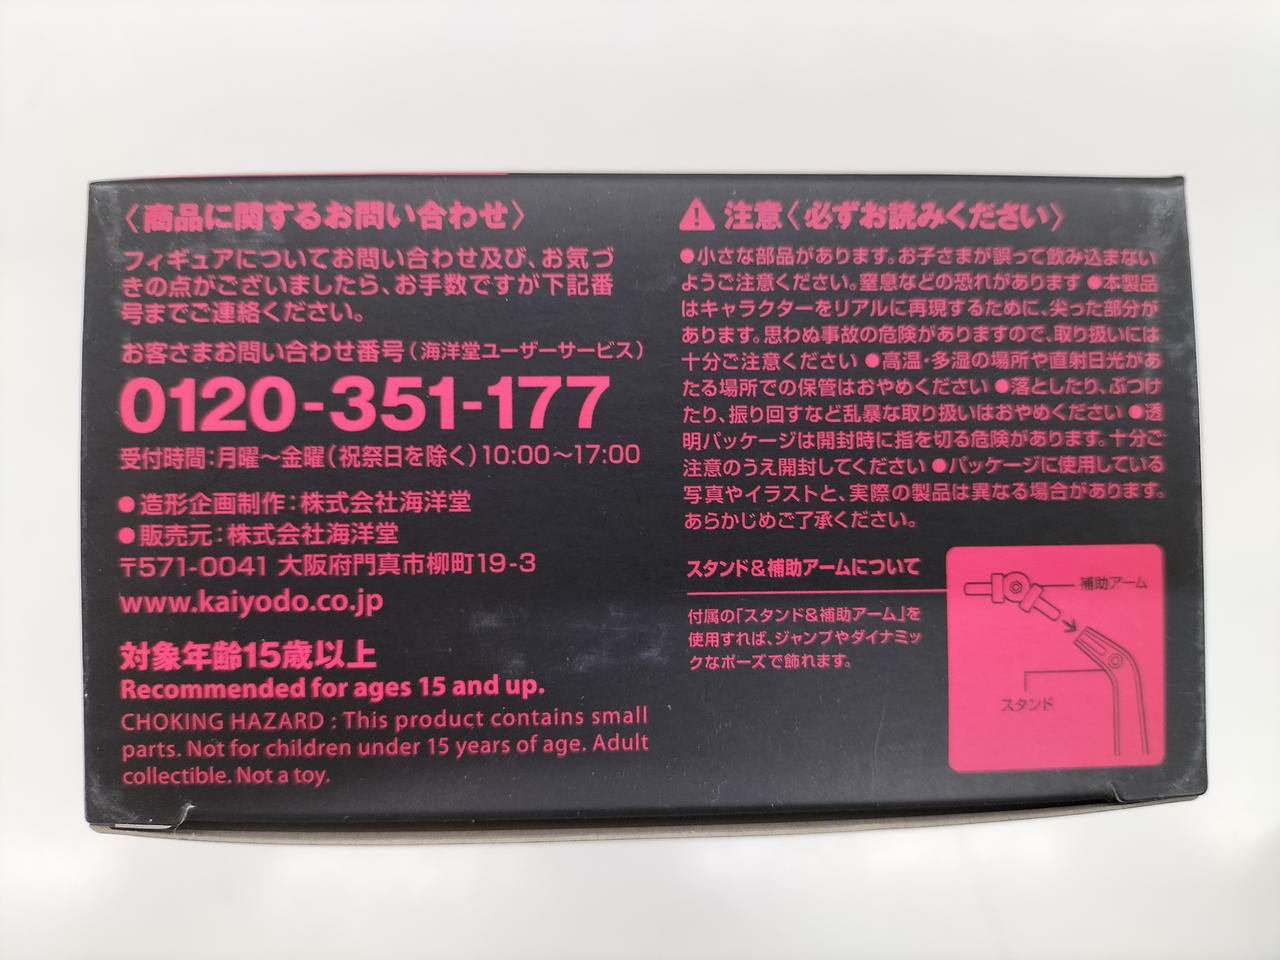 〈商品に関するお問い合わせ〉
フィギュアについてお問い合わせ及び、お気づ
きの点がございましたら、お手数ですが下記番
号までご連絡ください。
お客さまお問い合わせ番号（海洋堂ユーザーサービス）
0120-351-177
受付時間：月曜～金曜（祝祭日を除く）10:00～17:00
●造形企画制作：株式会社海洋堂
●販売元：株式会社海洋堂
〒571-0041 大阪府門真市柳町19-3
www.kaiyodo.co.jp
対象年齢15歳以上
Recommended for ages 15 and up.
CHOKING HAZARD : This product contains small
parts. Not for children under 15 years of age. Adult
collectible. Not a toy.
⚠注意〈必ずお読みください〉
●小さな部品があります。お子さまが誤って飲み込まない
ようご注意ください。窒息などの恐れがあります ●本製品
はキャラクターをリアルに再現するために、尖った部分が
あります。思わぬ事故の危険がありますので、取り扱いには
十分ご注意ください ●高温・多湿の場所や直射日光があ
たる場所での保管はおやめください ●落としたり、ぶつけ
たり、振り回すなど乱暴な取り扱いはおやめください ●透
明パッケージは開封時に指を切る危険があります。十分ご
注意のうえ開封してください ●パッケージに使用している
写真やイラストと、実際の製品は異なる場合があります。
あらかじめご了承ください。
スタンド＆補助アームについて
付属の「スタンド＆補助アーム」を
使用すれば、ジャンプやダイナミッ
クなポーズで飾れます。
補助アーム
スタンド